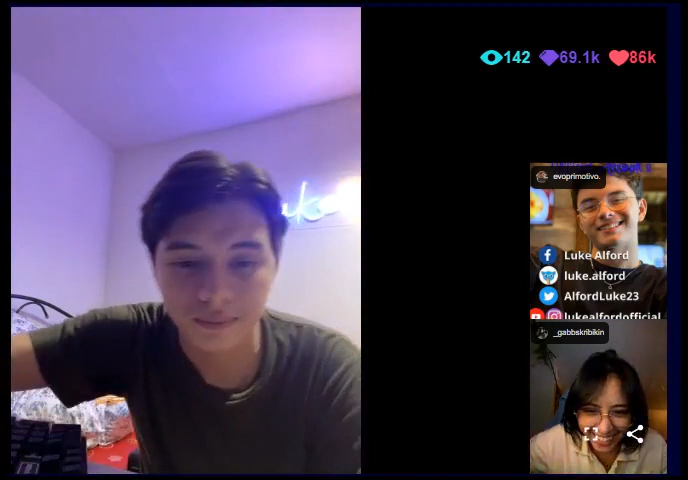 142 69.1k 86k
evoprimotivo.
Luke Alford
luke.alford
AlfordLuke23
lukealfordofficial
_gabbskribikin